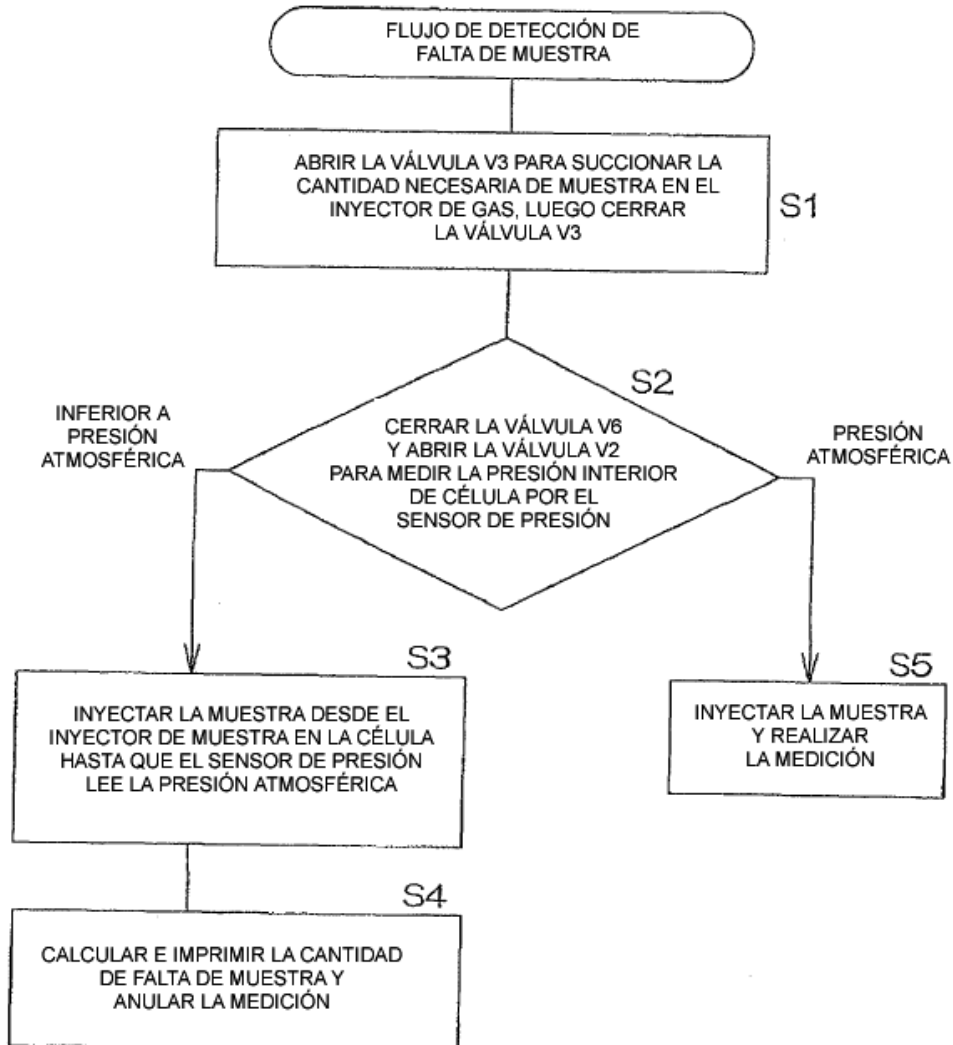 FLUJO DE DETECCIÓN DE
FALTA DE MUESTRA
ABRIR LA VÁLVULA V3 PARA SUCCIONAR LA
CANTIDAD NECESARIA DE MUESTRA EN EL
INYECTOR DE GAS, LUEGO CERRAR
LA VÁLVULA V3
S1
S2
CERRAR LA VÁLVULA V6
Y ABRIR LA VÁLVULA V2
PARA MEDIR LA PRESIÓN INTERIOR
DE CÉLULA POR EL
SENSOR DE PRESIÓN
INFERIOR A
PRESIÓN
ATMOSFÉRICA
PRESIÓN
ATMOSFÉRICA
S3
INYECTAR LA MUESTRA DESDE EL
INYECTOR DE MUESTRA EN LA CÉLULA
HASTA QUE EL SENSOR DE PRESIÓN
LEE LA PRESIÓN ATMOSFÉRICA
S5
INYECTAR LA MUESTRA
Y REALIZAR
LA MEDICIÓN
S4
CALCULAR E IMPRIMIR LA CANTIDAD
DE FALTA DE MUESTRA Y
ANULAR LA MEDICIÓN